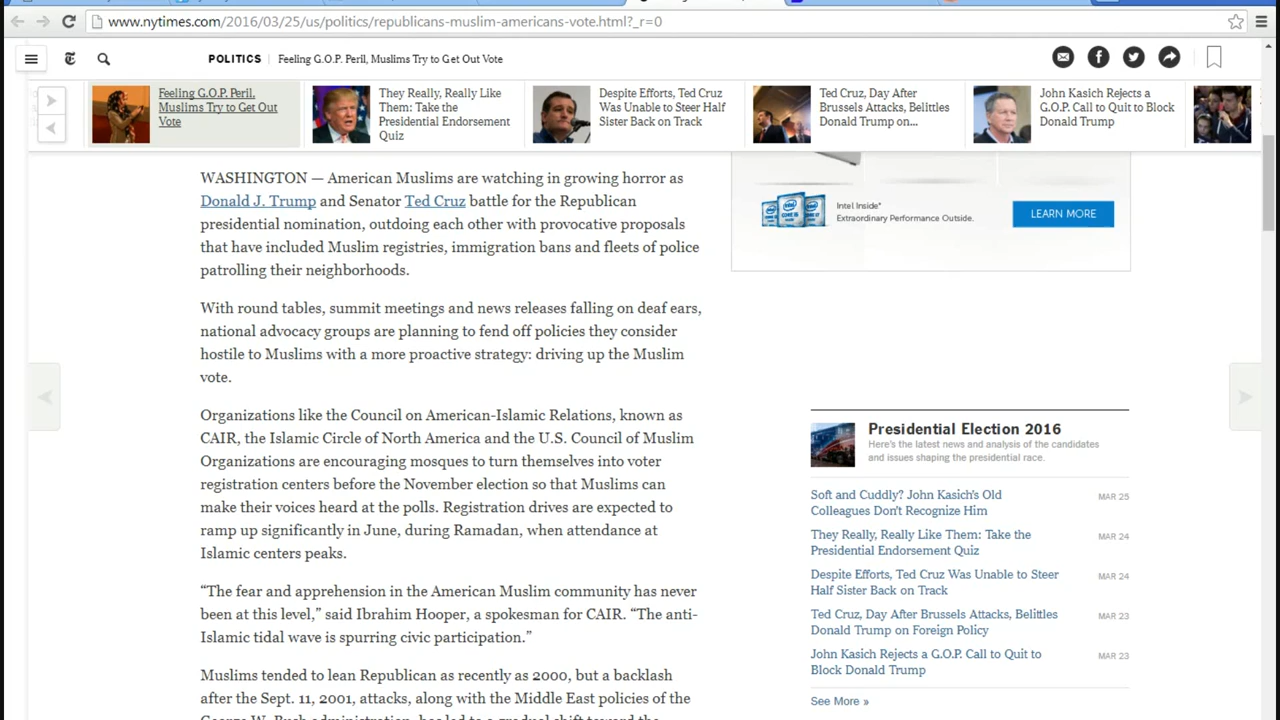 www.nytimes.com/2016/03/25/us/politics/republicans-muslim-americans-vote.html?_r=0
POLITICS | Feeling G.O.P. Peril, Muslims Try to Get Out Vote
Feeling G.O.P. Peril,
Muslims Try to Get Out
Vote
They Really, Really Like
Them: Take the
Presidential Endorsement
Quiz
Despite Efforts, Ted Cruz
Was Unable to Steer Half
Sister Back on Track
Ted Cruz, Day After
Brussels Attacks, Belittles
Donald Trump on...
John Kasich Rejects a
G.O.P. Call to Quit to Block
Donald Trump
WASHINGTON — American Muslims are watching in growing horror as
Donald J. Trump and Senator Ted Cruz battle for the Republican
presidential nomination, outdoing each other with provocative proposals
that have included Muslim registries, immigration bans and fleets of police
patrolling their neighborhoods.
With round tables, summit meetings and news releases falling on deaf ears,
national advocacy groups are planning to fend off policies they consider
hostile to Muslims with a more proactive strategy: driving up the Muslim
vote.
Organizations like the Council on American-Islamic Relations, known as
CAIR, the Islamic Circle of North America and the U.S. Council of Muslim
Organizations are encouraging mosques to turn themselves into voter
registration centers before the November election so that Muslims can
make their voices heard at the polls. Registration drives are expected to
ramp up significantly in June, during Ramadan, when attendance at
Islamic centers peaks.
“The fear and apprehension in the American Muslim community has never
been at this level,” said Ibrahim Hooper, a spokesman for CAIR. “The anti-
Islamic tidal wave is spurring civic participation.”
Muslims tended to lean Republican as recently as 2000, but a backlash
after the Sept. 11, 2001, attacks, along with the Middle East policies of the
George W. Bush administration, has led to a gradual shift toward the
Intel Inside®
Extraordinary Performance Outside.
LEARN MORE
Presidential Election 2016
Here's the latest news and analysis of the candidates
and issues shaping the presidential race.
Soft and Cuddly? John Kasich's Old
Colleagues Don't Recognize Him
MAR 25
They Really, Really Like Them: Take the
Presidential Endorsement Quiz
MAR 24
Despite Efforts, Ted Cruz Was Unable to Steer
Half Sister Back on Track
MAR 24
Ted Cruz, Day After Brussels Attacks, Belittles
Donald Trump on Foreign Policy
MAR 23
John Kasich Rejects a G.O.P. Call to Quit to
Block Donald Trump
MAR 23
See More »